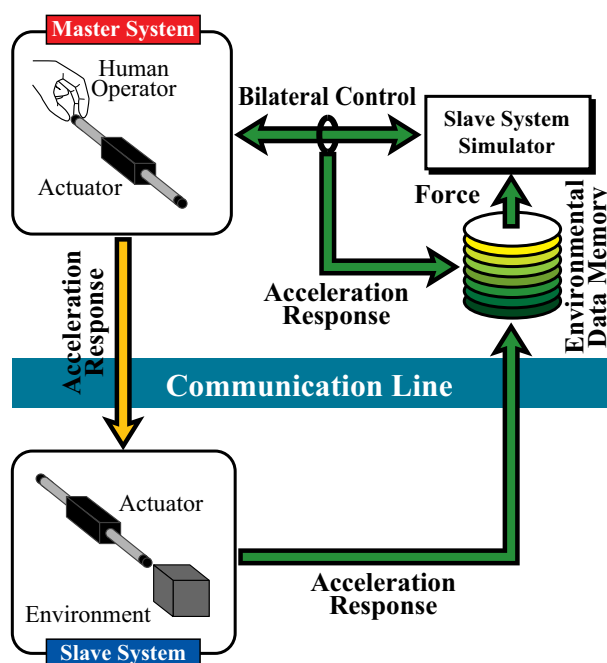 Master System
Human
Operator
Actuator
Bilateral Control
Slave System
Simulator
Force
Environmental
Data Memory
Acceleration
Response
Acceleration
Response
Communication Line
Actuator
Environment
Acceleration
Response
Slave System